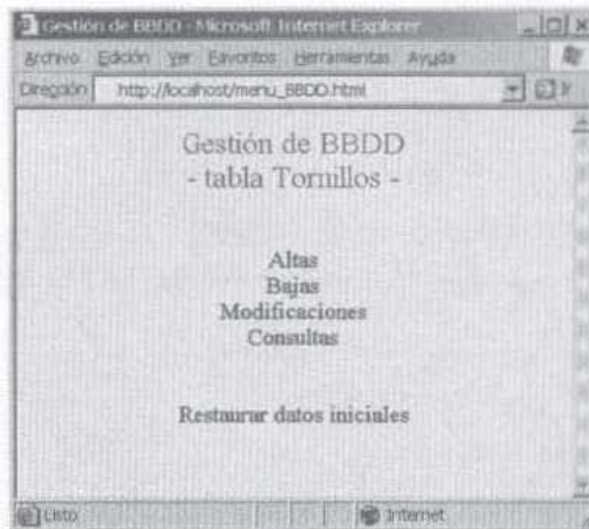 Gestión de BBDD - Microsoft Internet Explorer
Archivo Edición Ver Favoritos Herramientas Ayuda
Dirección http://localhost/menu_BBDD.html Ir
Gestión de BBDD
- tabla Tornillos -
Altas
Bajas
Modificaciones
Consultas
Restaurar datos iniciales
Listo Internet